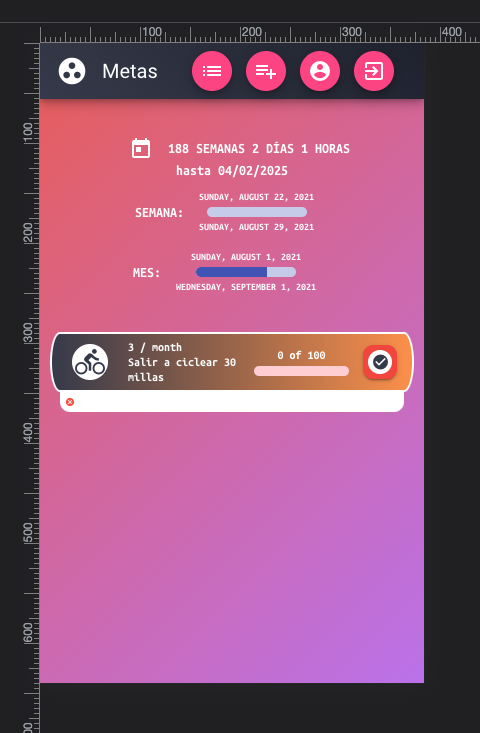 100 200 300 400
Metas
100
188 SEMANAS 2 DÍAS 1 HORAS
hasta 04/02/2025
SUNDAY, AUGUST 22, 2021
SEMANA:
SUNDAY, AUGUST 29, 2021
200
SUNDAY, AUGUST 1, 2021
MES:
WEDNESDAY, SEPTEMBER 1, 2021
300
3 / month
Salir a ciclear 30
millas
0 of 100
400
500
600